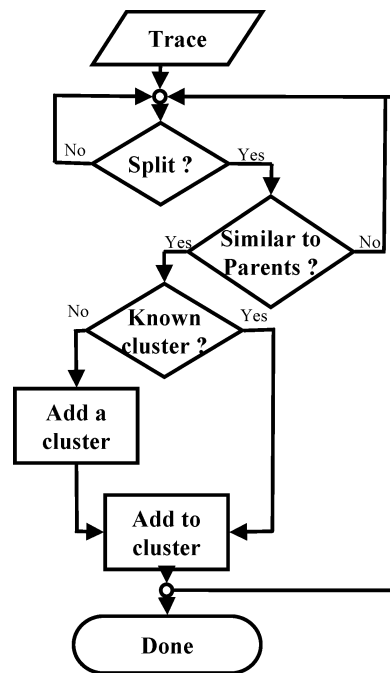 Trace
No
Split ?
Yes
Yes
Similar to
Parents ?
No
No
Known
cluster ?
Yes
Add a
cluster
Add to
cluster
Done